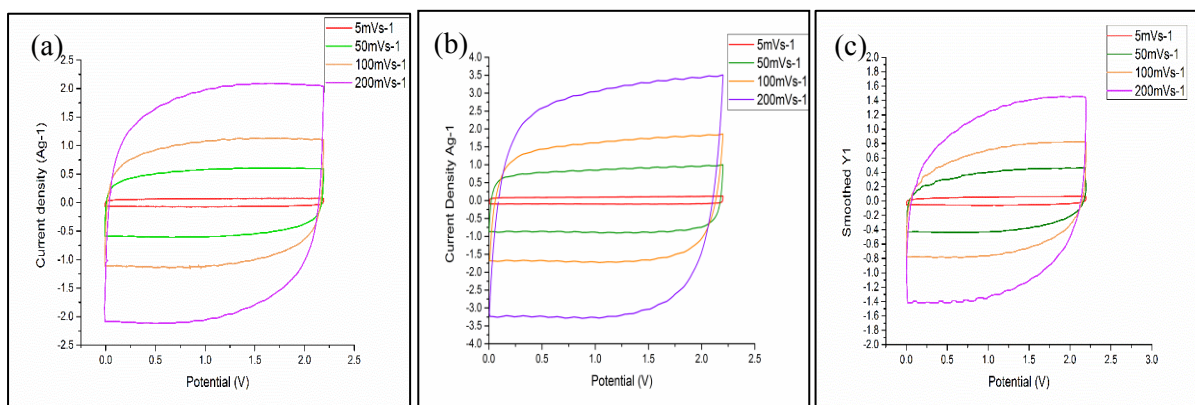 (a)
5mVs-1
50mVs-1
100mVs-1
200mVs-1
2.5
2.0
1.5
1.0
0.5
0.0
-0.5
-1.0
-1.5
-2.0
-2.5
Current density (Ag-1)
0.0 0.5 1.0 1.5 2.0
Potential (V)
(b)
5mVs-1
50mVs-1
100mVs-1
200mVs-1
4.0
3.5
3.0
2.5
2.0
1.5
1.0
0.5
0.0
-0.5
-1.0
-1.5
-2.0
-2.5
-3.0
-3.5
-4.0
Current Density Ag-1
0.0 0.5 1.0 1.5 2.0
Potential (V)
(c)
5mVs-1
50mVs-1
100mVs-1
200mVs-1
2.0
1.8
1.6
1.4
1.2
1.0
0.8
0.6
0.4
0.2
0.0
-0.2
-0.4
-0.6
-0.8
-1.0
-1.2
-1.4
-1.6
-1.8
-2.0
Smoothed Y1
0.0 0.5 1.0 1.5 2.0 2.5 3.0
Potential (V)